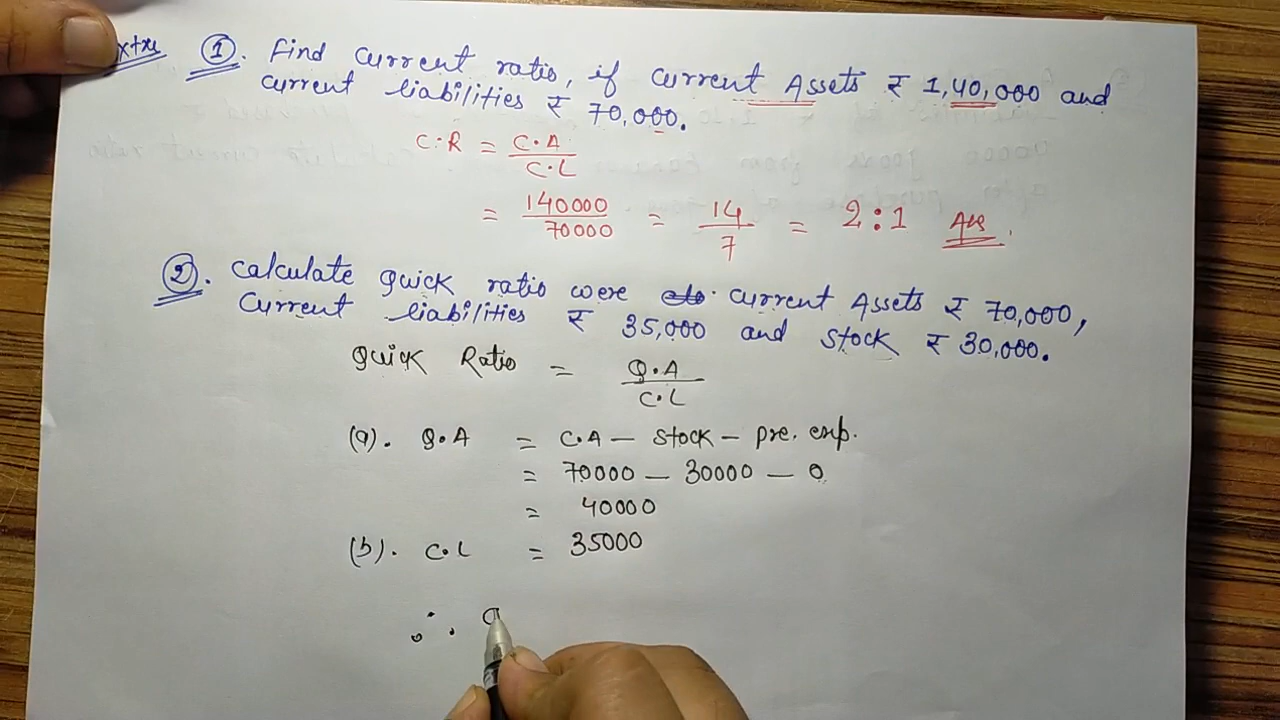 ①. Find current ratio, if current Assets ₹ 1,40,000 and
current liabilities ₹ 70,000.
C.R = C.A / C.L
= 140000 / 70000 = 14 / 7 = 2:1 Ans.
②. Calculate quick ratio were current Assets ₹ 70,000,
Current liabilities ₹ 35,000 and stock ₹ 30,000.
Quick Ratio = Q.A / C.L
(a). Q.A = C.A – stock – pre. exp.
= 70000 – 30000 – 0
= 40000
(b). C.L = 35000
∴ Q